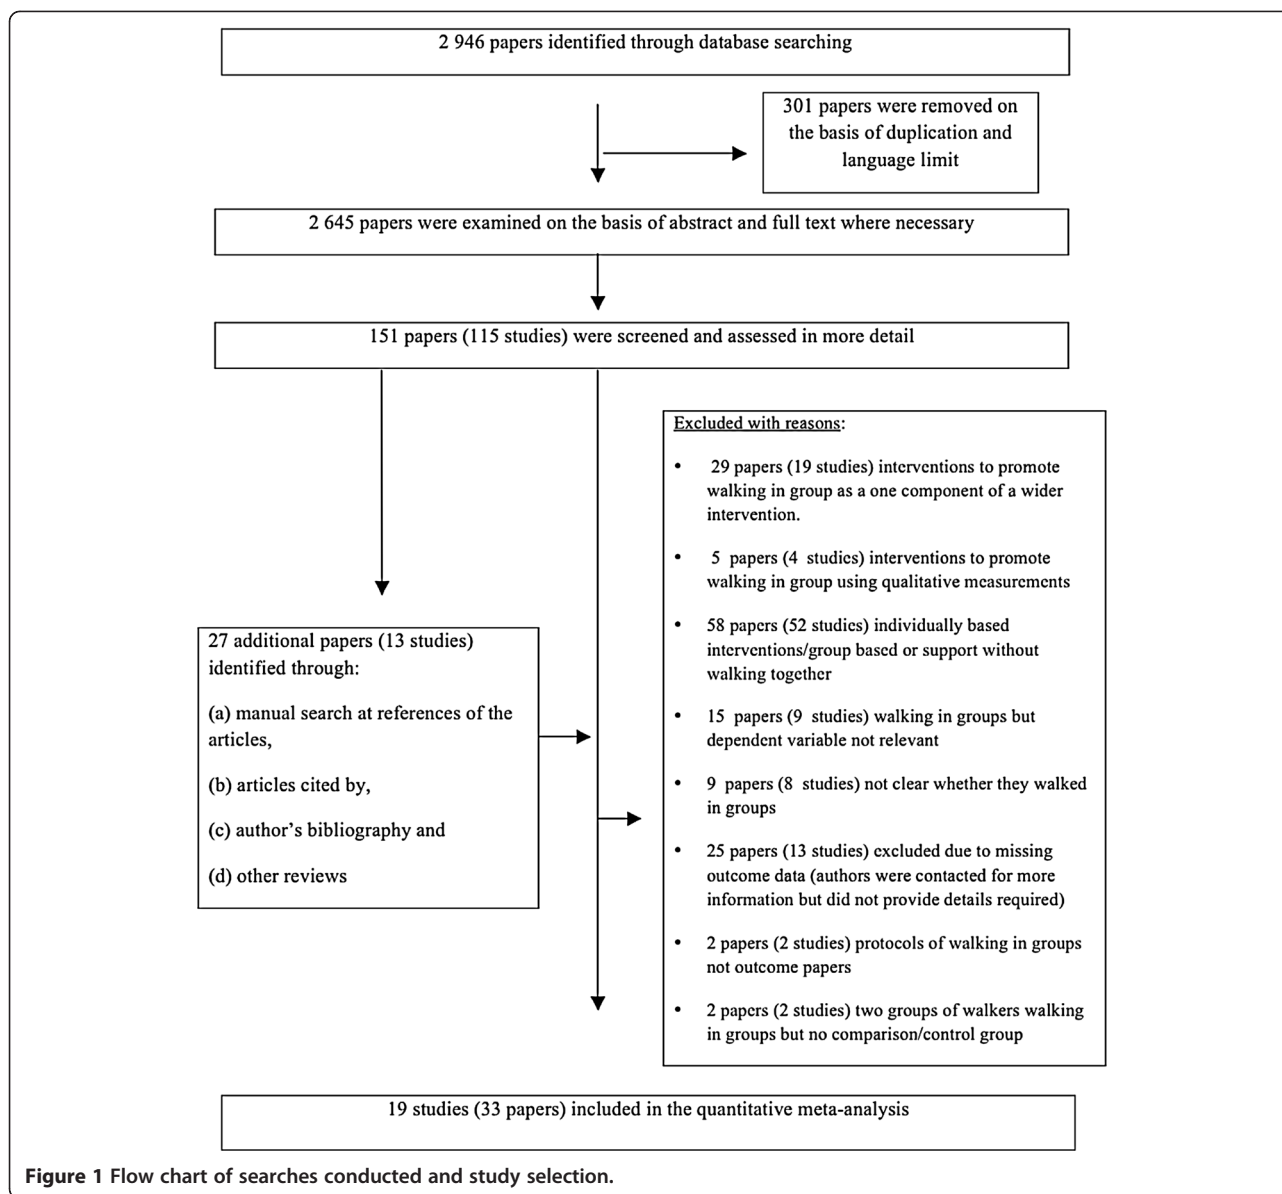 2 946 papers identified through database searching
301 papers were removed on
the basis of duplication and
language limit
2 645 papers were examined on the basis of abstract and full text where necessary
151 papers (115 studies) were screened and assessed in more detail
27 additional papers (13 studies)
identified through:
(a) manual search at references of the
articles,
(b) articles cited by,
(c) author's bibliography and
(d) other reviews
Excluded with reasons:
• 29 papers (19 studies) interventions to promote
walking in group as a one component of a wider
intervention.
• 5 papers (4 studies) interventions to promote
walking in group using qualitative measurements
• 58 papers (52 studies) individually based
interventions/group based or support without
walking together
• 15 papers (9 studies) walking in groups but
dependent variable not relevant
• 9 papers (8 studies) not clear whether they walked
in groups
• 25 papers (13 studies) excluded due to missing
outcome data (authors were contacted for more
information but did not provide details required)
• 2 papers (2 studies) protocols of walking in groups
not outcome papers
• 2 papers (2 studies) two groups of walkers walking
in groups but no comparison/control group
19 studies (33 papers) included in the quantitative meta-analysis
Figure 1 Flow chart of searches conducted and study selection.